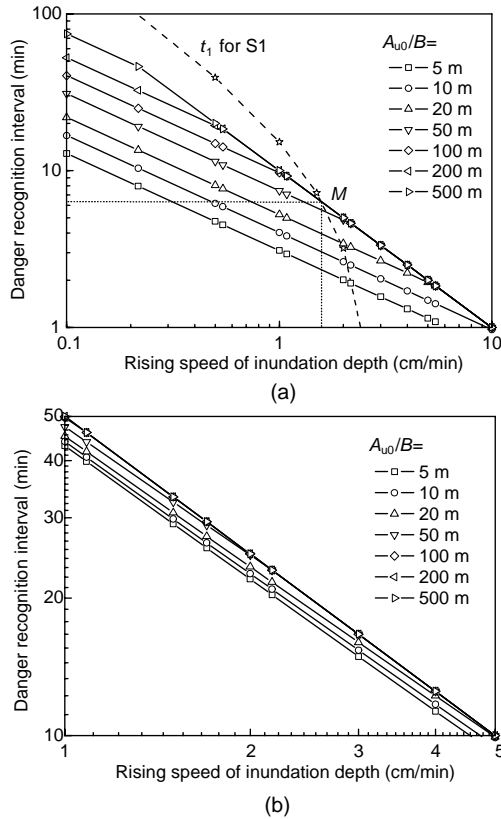 100
10
1
Danger recognition interval (min)
t1 for S1
M
Au0/B=
5 m
10 m
20 m
50 m
100 m
200 m
500 m
0.1
1
10
Rising speed of inundation depth (cm/min)
(a)
50
40
30
20
10
Danger recognition interval (min)
Au0/B=
5 m
10 m
20 m
50 m
100 m
200 m
500 m
1
2
3
4
5
Rising speed of inundation depth (cm/min)
(b)